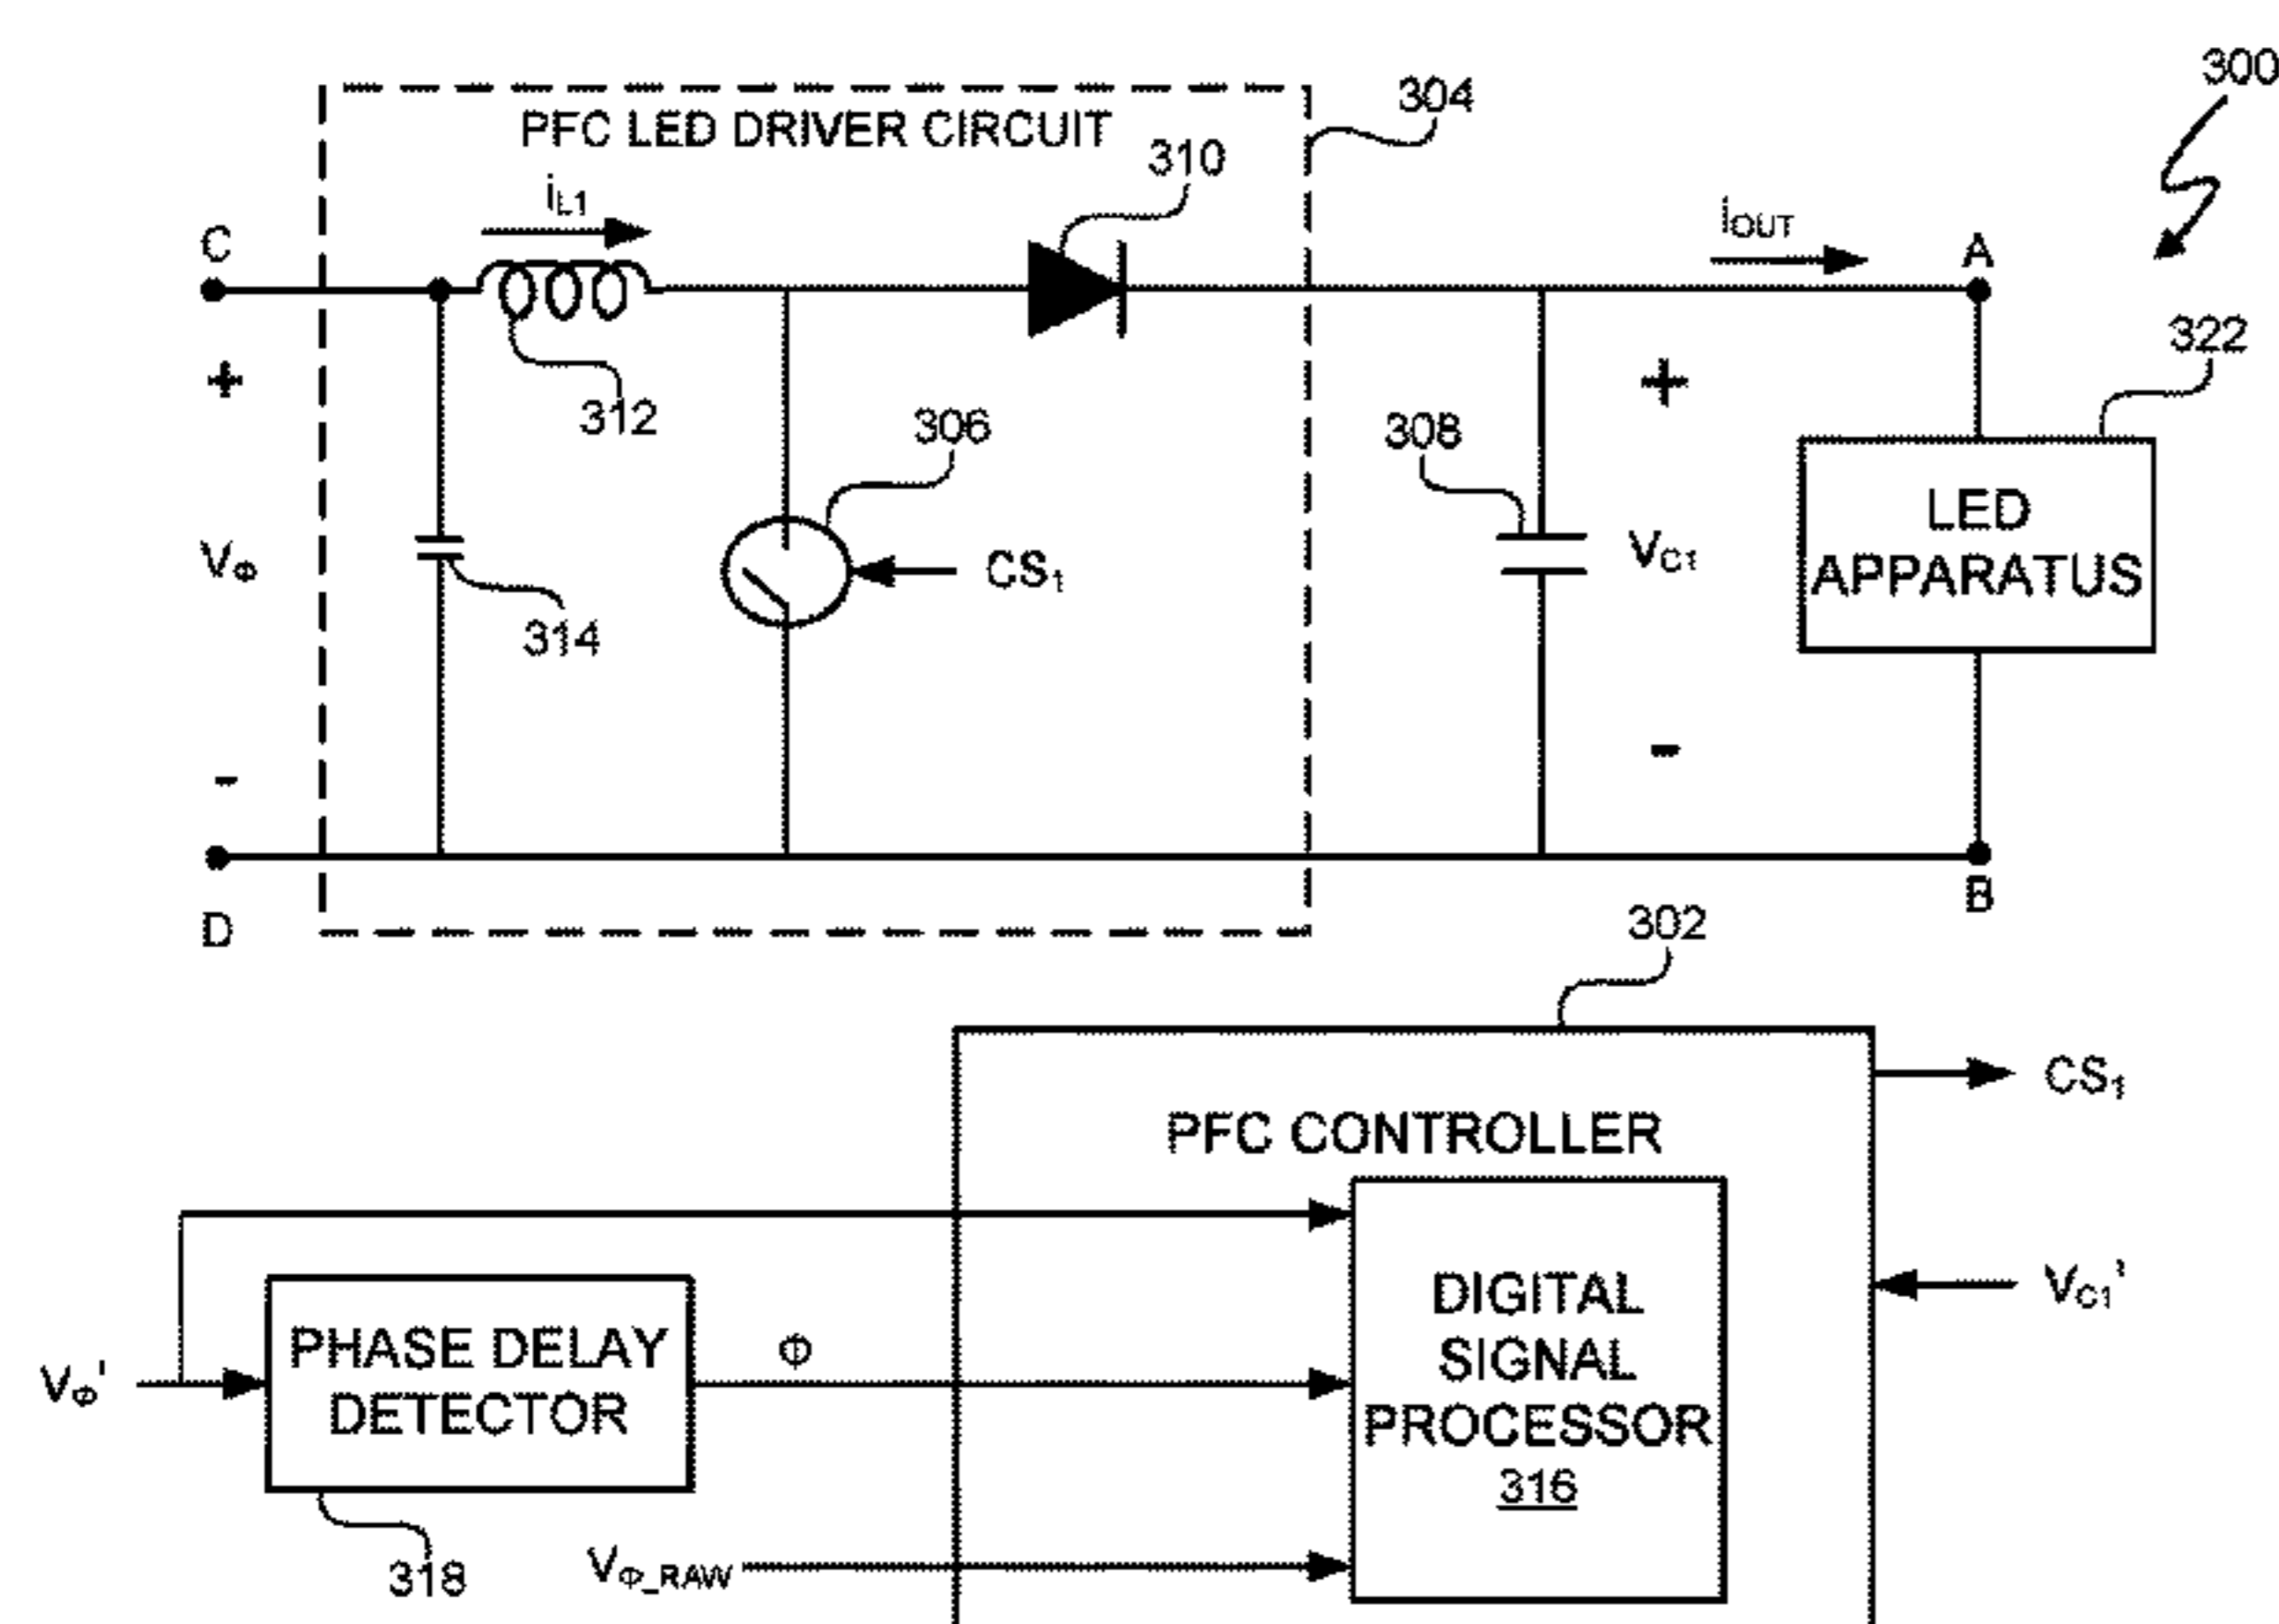 300
304
PFC LED DRIVER CIRCUIT
310
iL1
iOUT
C
A
322
+
312
306
308
+
LED
APPARATUS
VΦ
CS1
VC1
314
-
-
D
B
302
CS1
PFC CONTROLLER
DIGITAL
SIGNAL
PROCESSOR
316
VC1'
PHASE DELAY
DETECTOR
Φ
VΦ'
318
VΦ_RAW